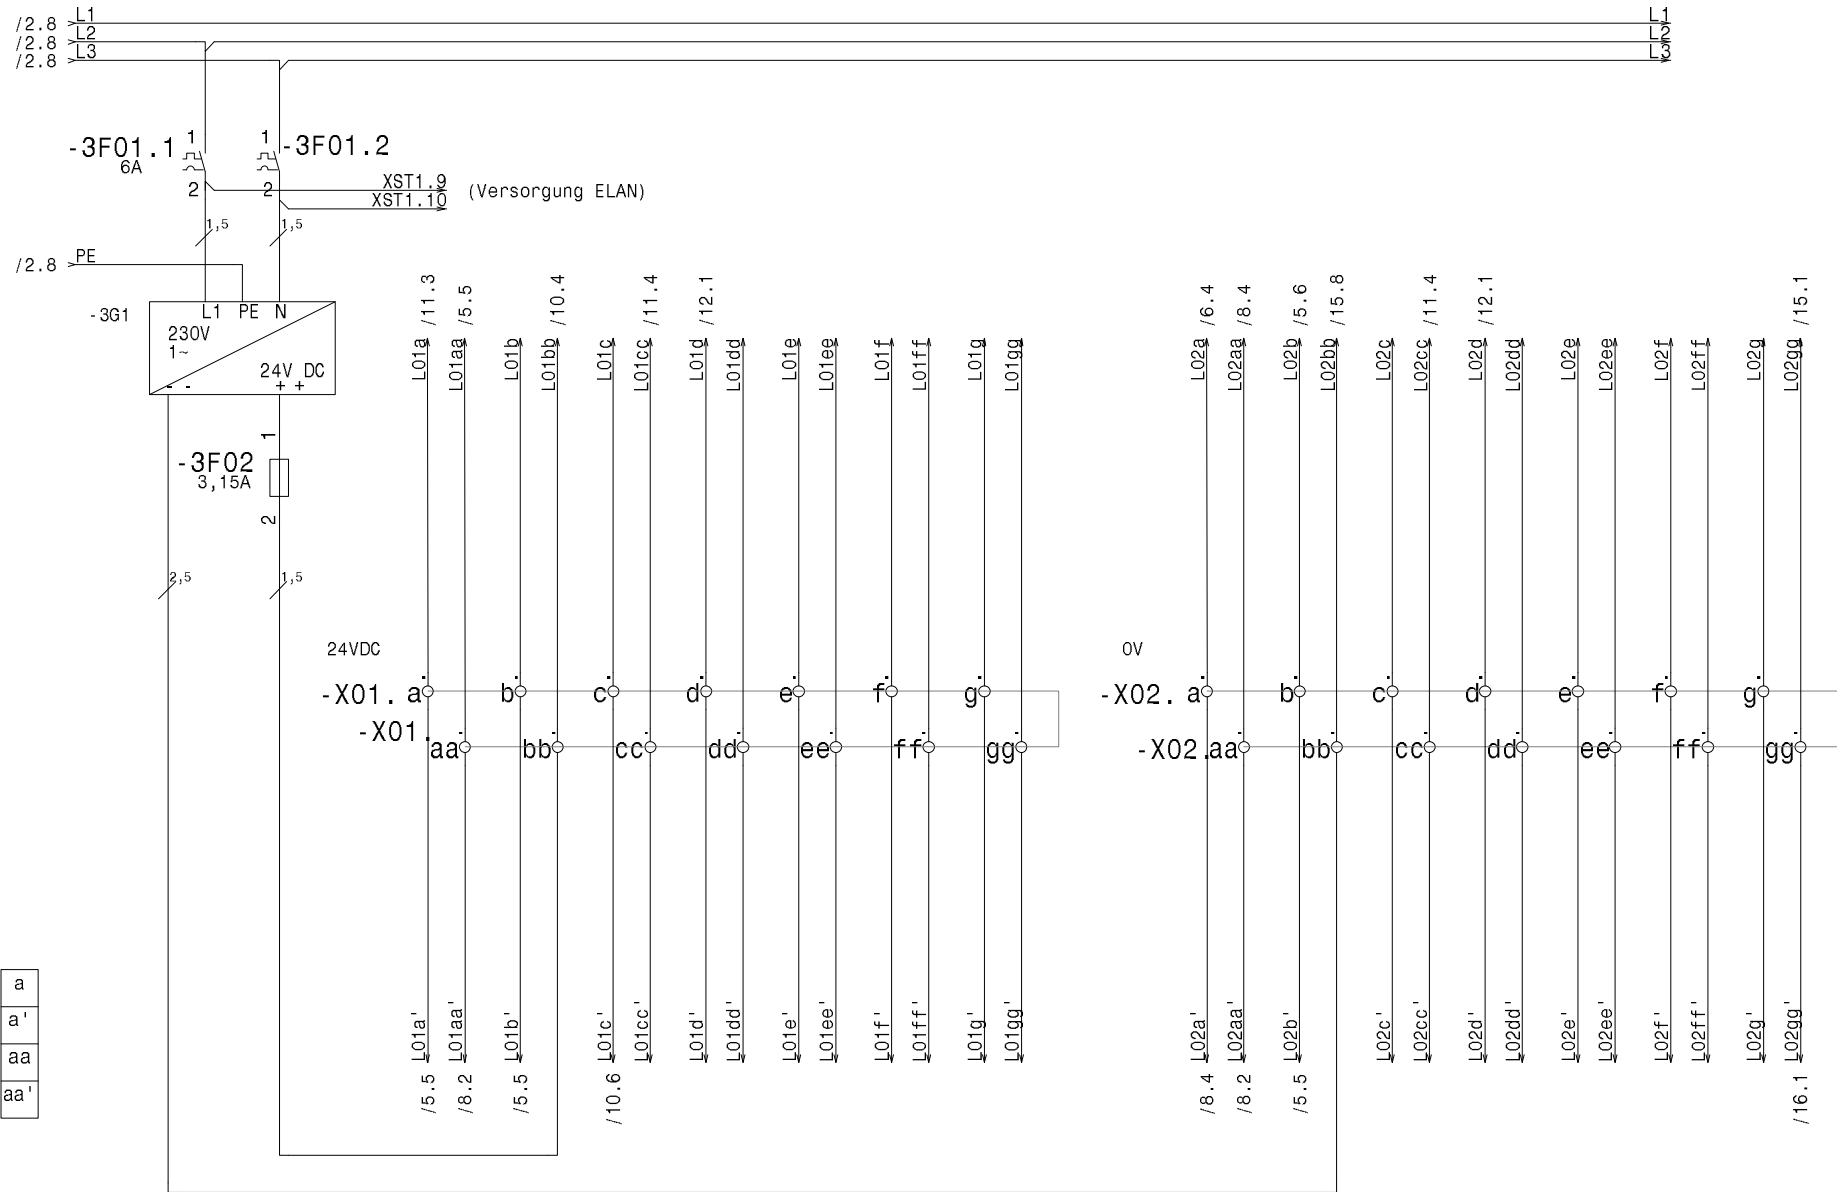 /2.8 L1 L1
/2.8 L2 L2
/2.8 L3 L3
-3F01.1 1 1 -3F01.2
6A
2 2 XST1.9 (Versorgung ELAN)
XST1.10
1,5 1,5
/2.8 PE
-3G1 L1 PE N
230V
1~
24V DC
- - + +
/11.3 /5.5 /10.4 /11.4 /12.1 /6.4 /8.4 /5.6 /15.8 /11.4 /12.1 /15.1
L01a L01aa L01b L01bb L01c L01cc L01d L01dd L01e L01ee L01f L01ff L01g L01gg
L02a L02aa L02b L02bb L02c L02cc L02d L02dd L02e L02ee L02f L02ff L02g L02gg
1
-3F02
3,15A
2
2,5 1,5
24VDC 0V
-X01. a b c d e f g
-X02. a b c d e f g
-X01. aa bb cc dd ee ff gg
-X02. aa bb cc dd ee ff gg
L01a' L01aa' L01b' L01c' L01cc' L01d' L01dd' L01e' L01ee' L01f' L01ff' L01g' L01gg'
L02a' L02aa' L02b' L02c' L02cc' L02d' L02dd' L02e' L02ee' L02f' L02ff' L02g' L02gg'
/5.5 /8.2 /5.5 /10.6 /8.4 /8.2 /5.5 /16.1
a
a'
aa
aa'